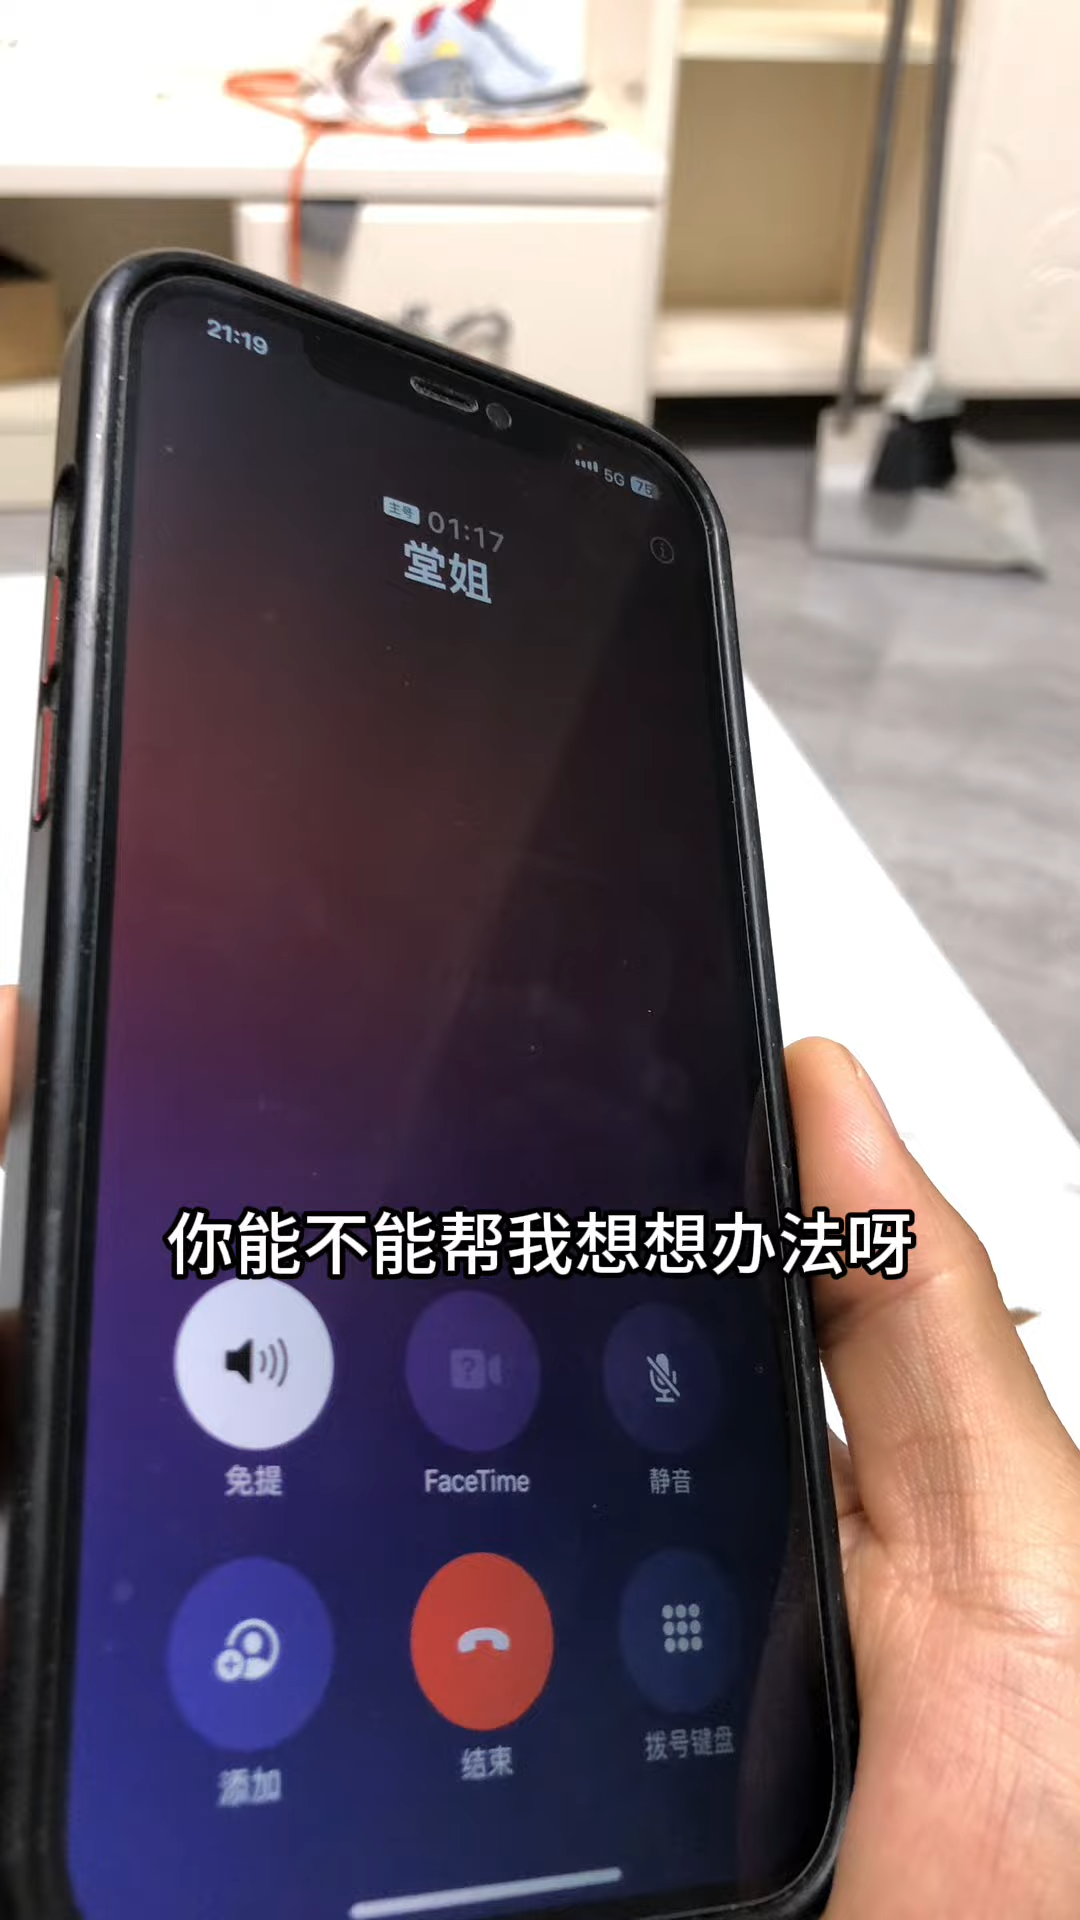 21:19
5G 75
主号 01:17
堂姐
你能不能帮我想想办法呀
免提
FaceTime
静音
添加
结束
拨号键盘